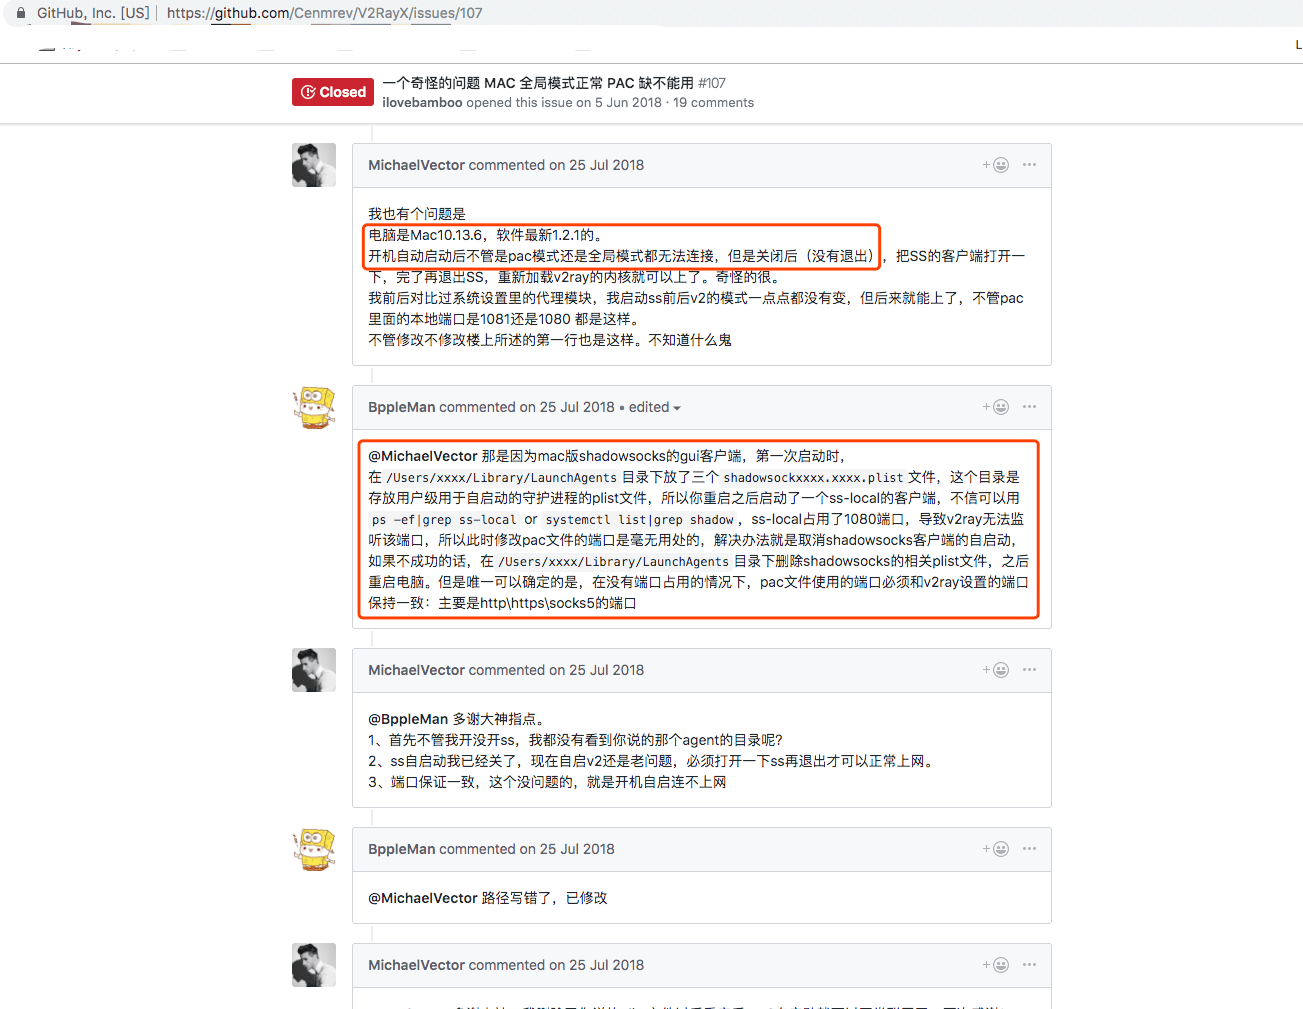 GitHub, Inc. [US] | https://github.com/Cenmrev/V2RayX/issues/107
L
Closed
一个奇怪的问题 MAC 全局模式正常 PAC 缺不能用 #107
ilovebamboo opened this issue on 5 Jun 2018 · 19 comments
MichaelVector commented on 25 Jul 2018
我也有个问题是
电脑是Mac10.13.6，软件最新1.2.1的。
开机自动启动后不管是pac模式还是全局模式都无法连接，但是关闭后（没有退出），把SS的客户端打开一
下，完了再退出SS，重新加载v2ray的内核就可以上了。奇怪的很。
我前后对比过系统设置里的代理模块，我启动ss前后v2的模式一点点都没有变，但后来就能上了，不管pac
里面的本地端口是1081还是1080 都是这样。
不管修改不修改楼上所述的第一行也是这样。不知道什么鬼
BppleMan commented on 25 Jul 2018 • edited
@MichaelVector 那是因为mac版shadowsocks的gui客户端，第一次启动时，
在 /Users/xxxx/Library/LaunchAgents 目录下放了三个 shadowsockxxxx.xxxx.plist 文件，这个目录是
存放用户级用于自启动的守护进程的plist文件，所以你重启之后启动了一个ss-local的客户端，不信可以用
ps -ef|grep ss-local or systemctl list|grep shadow ，ss-local占用了1080端口，导致v2ray无法监
听该端口，所以此时修改pac文件的端口是毫无用处的，解决办法就是取消shadowsocks客户端的自启动，
如果不成功的话，在 /Users/xxxx/Library/LaunchAgents 目录下删除shadowsocks的相关plist文件，之后
重启电脑。但是唯一可以确定的是，在没有端口占用的情况下，pac文件使用的端口必须和v2ray设置的端口
保持一致：主要是http\https\socks5的端口
MichaelVector commented on 25 Jul 2018
@BppleMan 多谢大神指点。
1、首先不管我开没开ss，我都没有看到你说的那个agent的目录呢？
2、ss自启动我已经关了，现在自启v2还是老问题，必须打开一下ss再退出才可以正常上网。
3、端口保证一致，这个没问题的，就是开机自启连不上网
BppleMan commented on 25 Jul 2018
@MichaelVector 路径写错了，已修改
MichaelVector commented on 25 Jul 2018